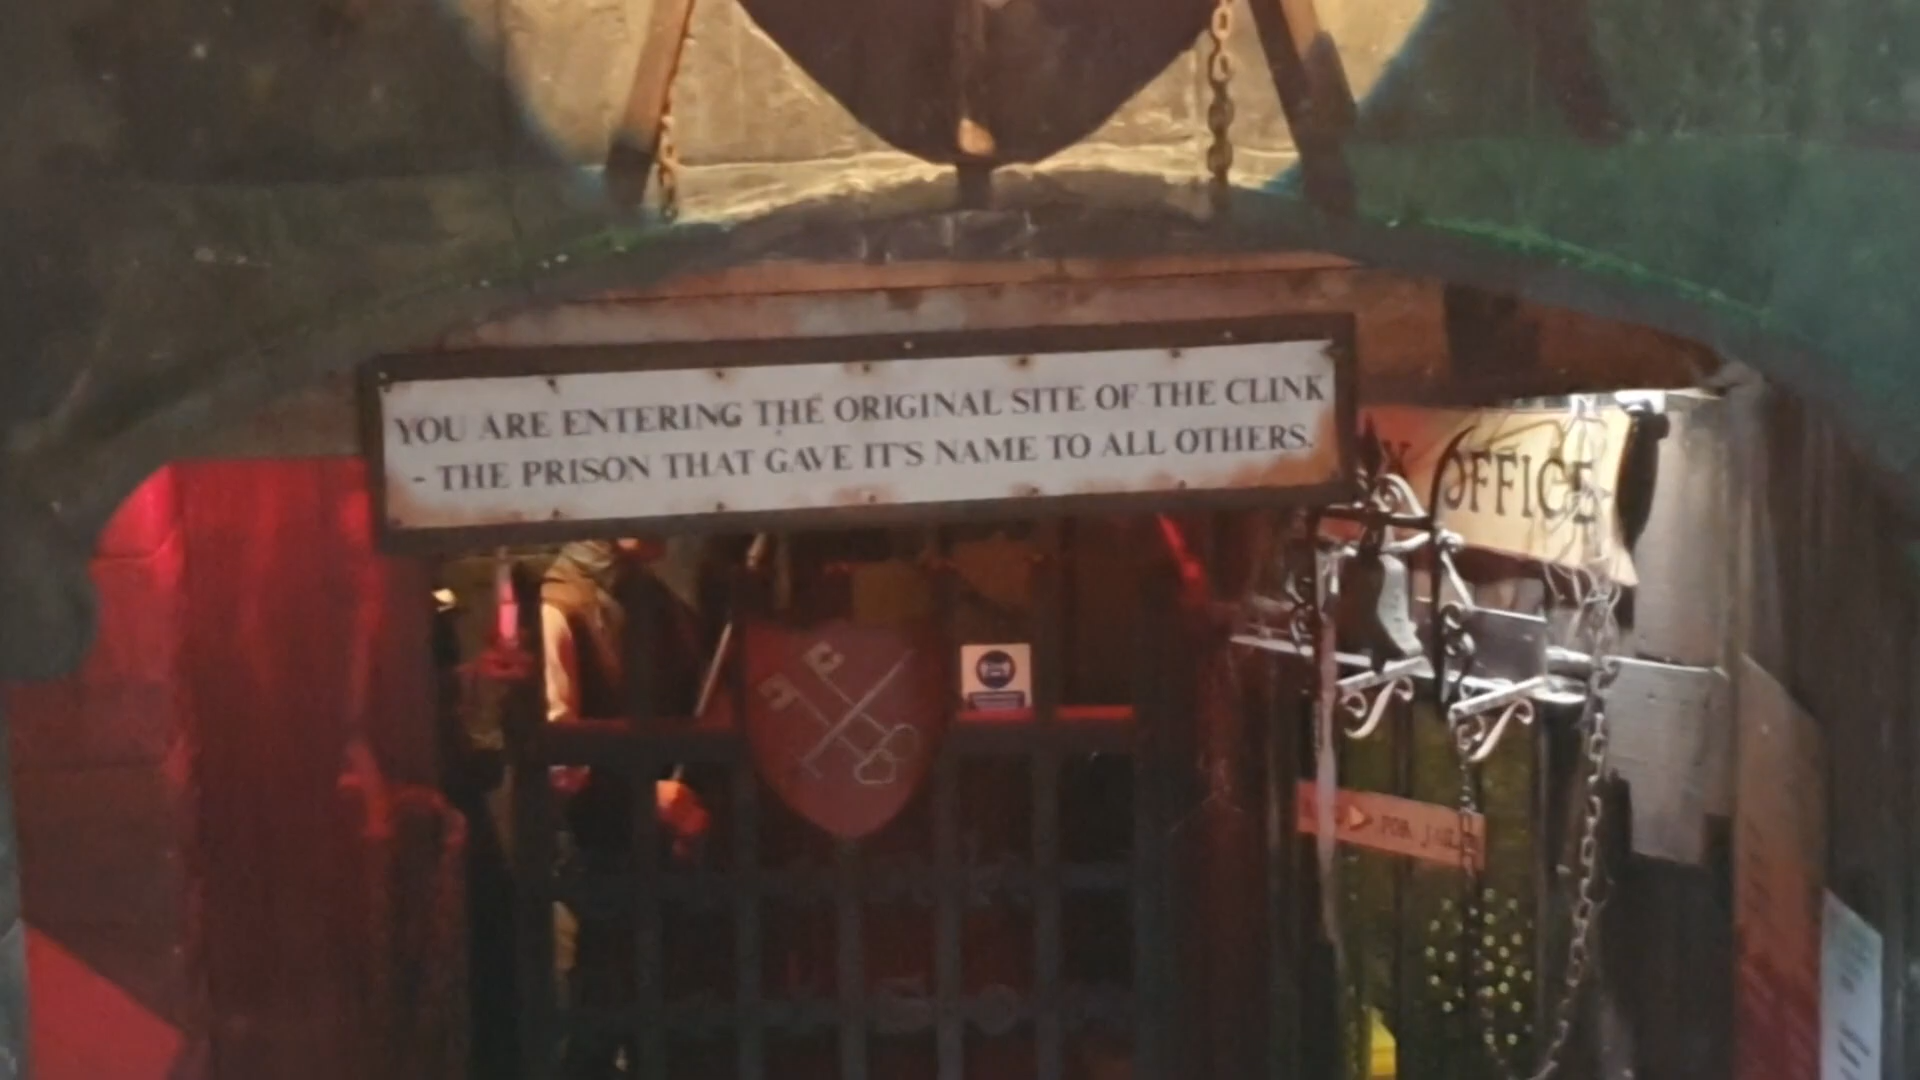 YOU ARE ENTERING THE ORIGINAL SITE OF THE CLINK
- THE PRISON THAT GAVE IT'S NAME TO ALL OTHERS.
OFFICE